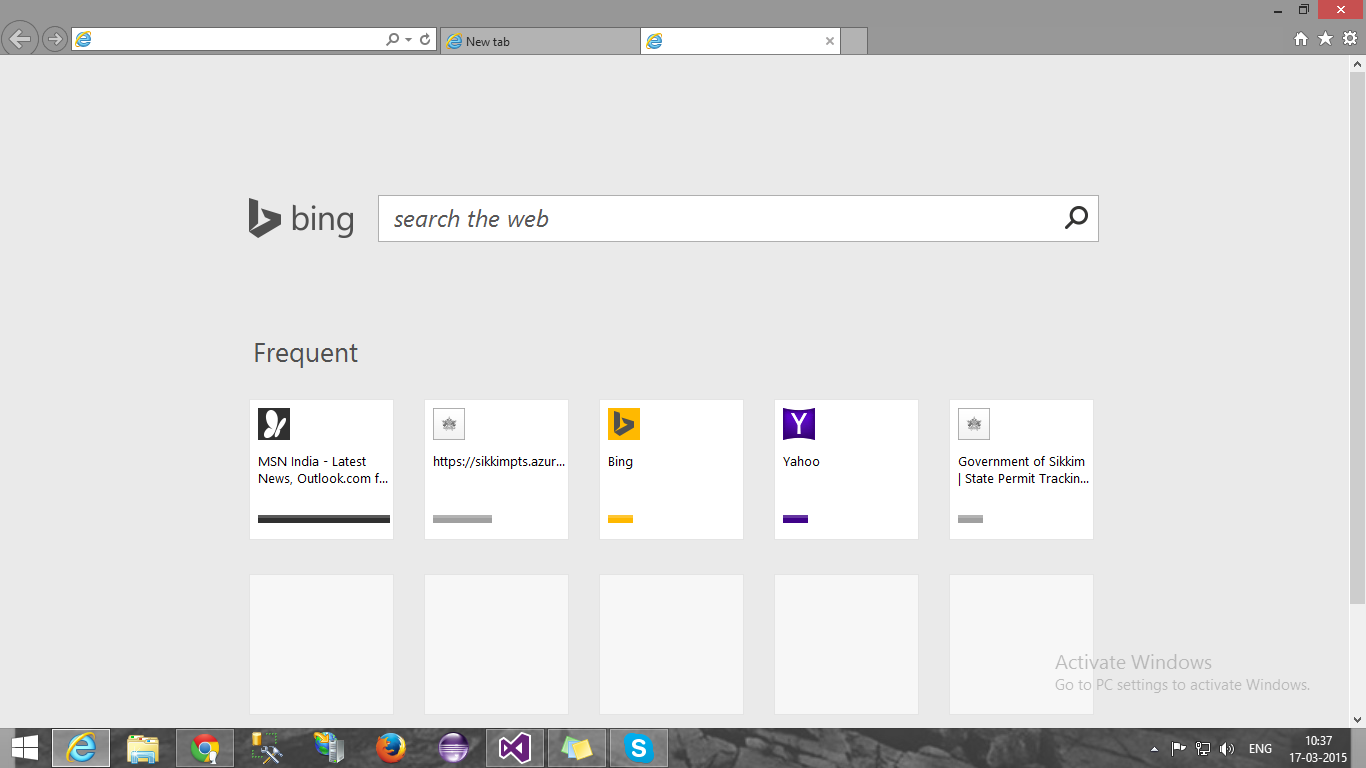 New tab
bing
search the web
Frequent
MSN India - Latest
News, Outlook.com f...
https://sikkimpts.azur...
Bing
Yahoo
Government of Sikkim
| State Permit Trackin...
Activate Windows
Go to PC settings to activate Windows.
ENG
10:37
17-03-2015